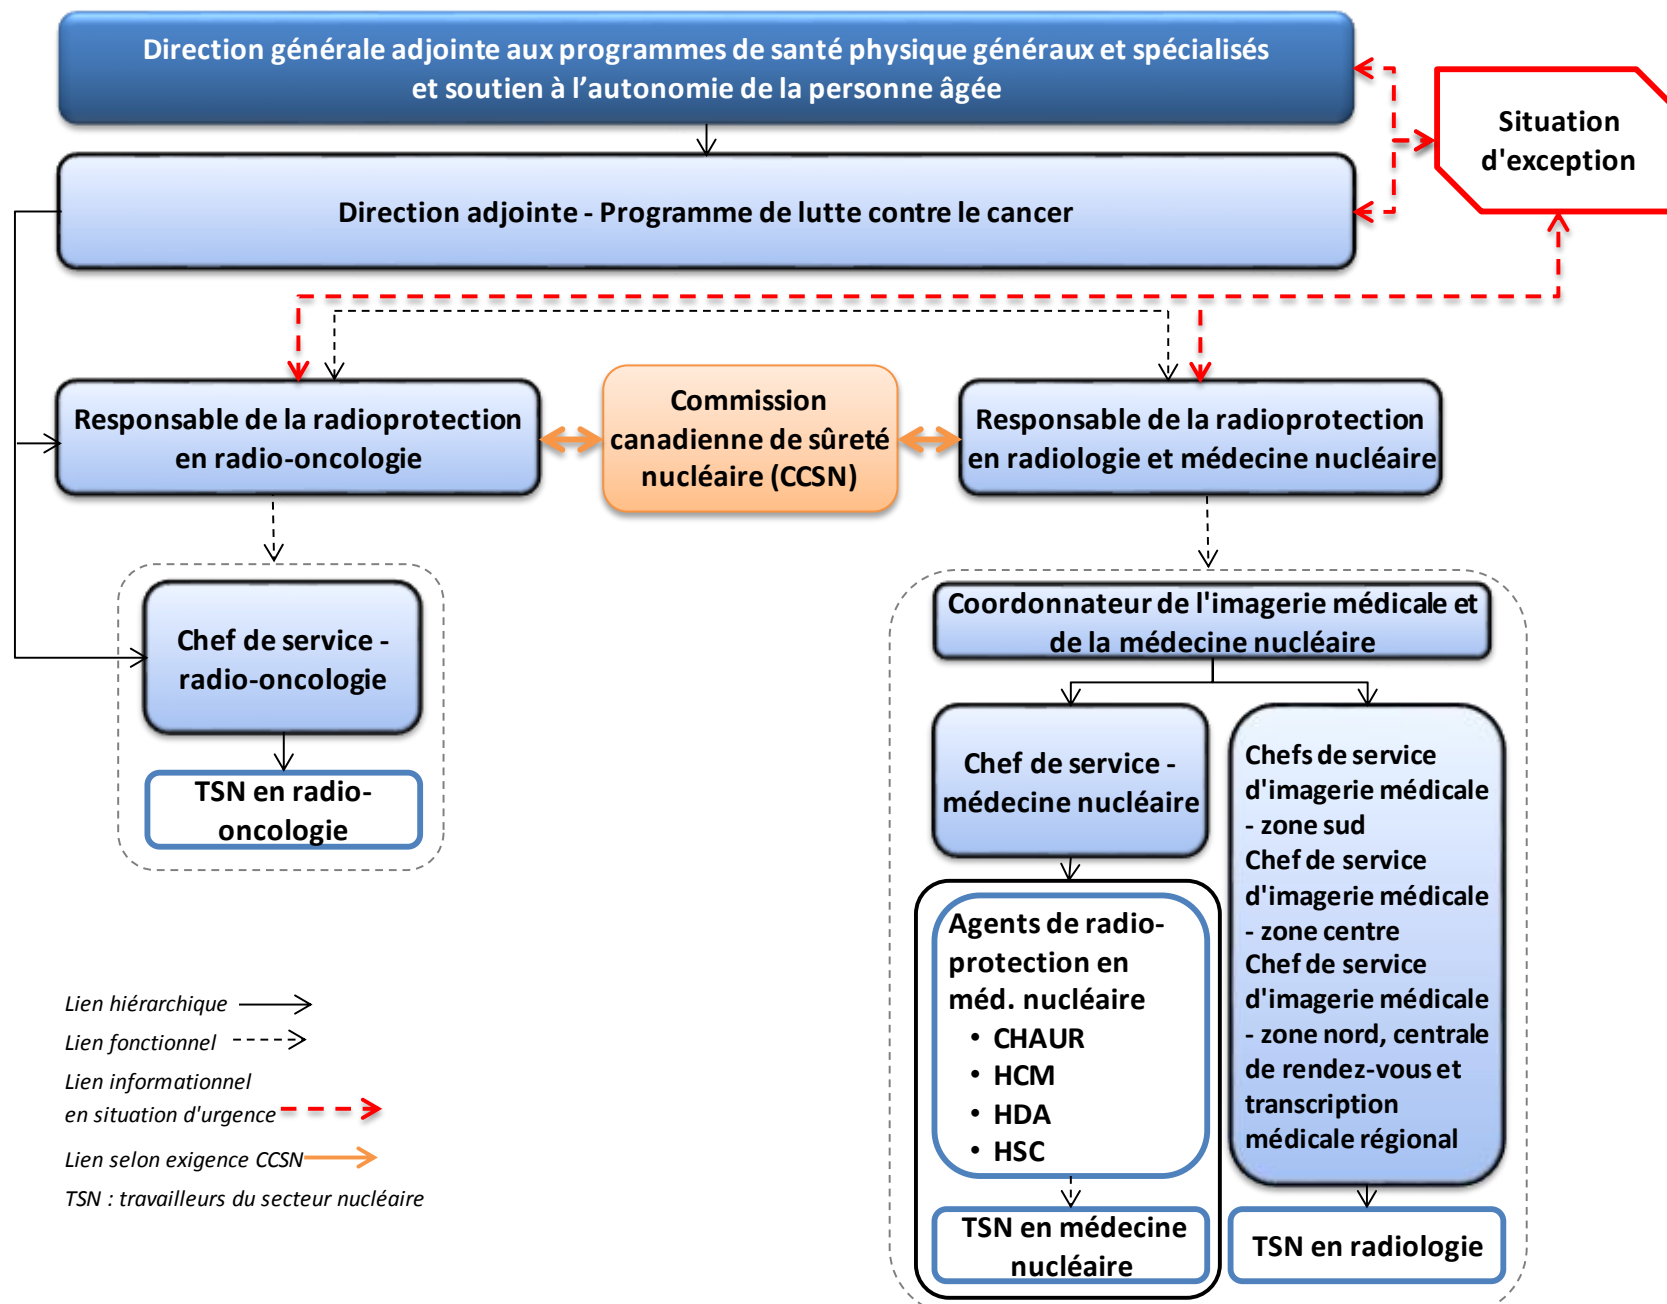 Direction générale adjointe aux programmes de santé physique généraux et spécialisés
et soutien à l’autonomie de la personne âgée
Situation
d'exception
Direction adjointe - Programme de lutte contre le cancer
Responsable de la radioprotection
en radio-oncologie
Commission
canadienne de sûreté
nucléaire (CCSN)
Responsable de la radioprotection
en radiologie et médecine nucléaire
Chef de service -
radio-oncologie
TSN en radio-
oncologie
Coordonnateur de l'imagerie médicale et
de la médecine nucléaire
Chef de service -
médecine nucléaire
Agents de radio-
protection en
méd. nucléaire
• CHAUR
• HCM
• HDA
• HSC
TSN en médecine
nucléaire
Chefs de service
d'imagerie médicale
- zone sud
Chef de service
d'imagerie médicale
- zone centre
Chef de service
d'imagerie médicale
- zone nord, centrale
de rendez-vous et
transcription
médicale régional
TSN en radiologie
Lien hiérarchique
Lien fonctionnel
Lien informationnel
en situation d'urgence
Lien selon exigence CCSN
TSN : travailleurs du secteur nucléaire